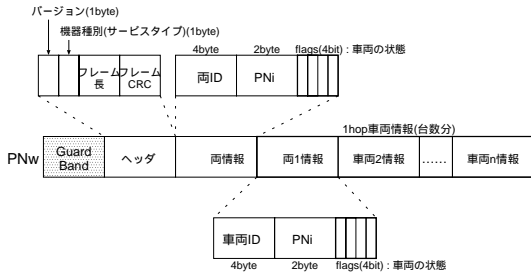 バージョン(1byte)
機器種別(サービスタイプ)(1byte)
4byte 2byte flags(4bit) : 車両の状態
フレーム長 フレームCRC 両ID PNi
1hop車両情報(台数分)
PNw Guard Band ヘッダ 両情報 両1情報 車両2情報 …… 車両n情報
車両ID PNi
4byte 2byte flags(4bit) : 車両の状態